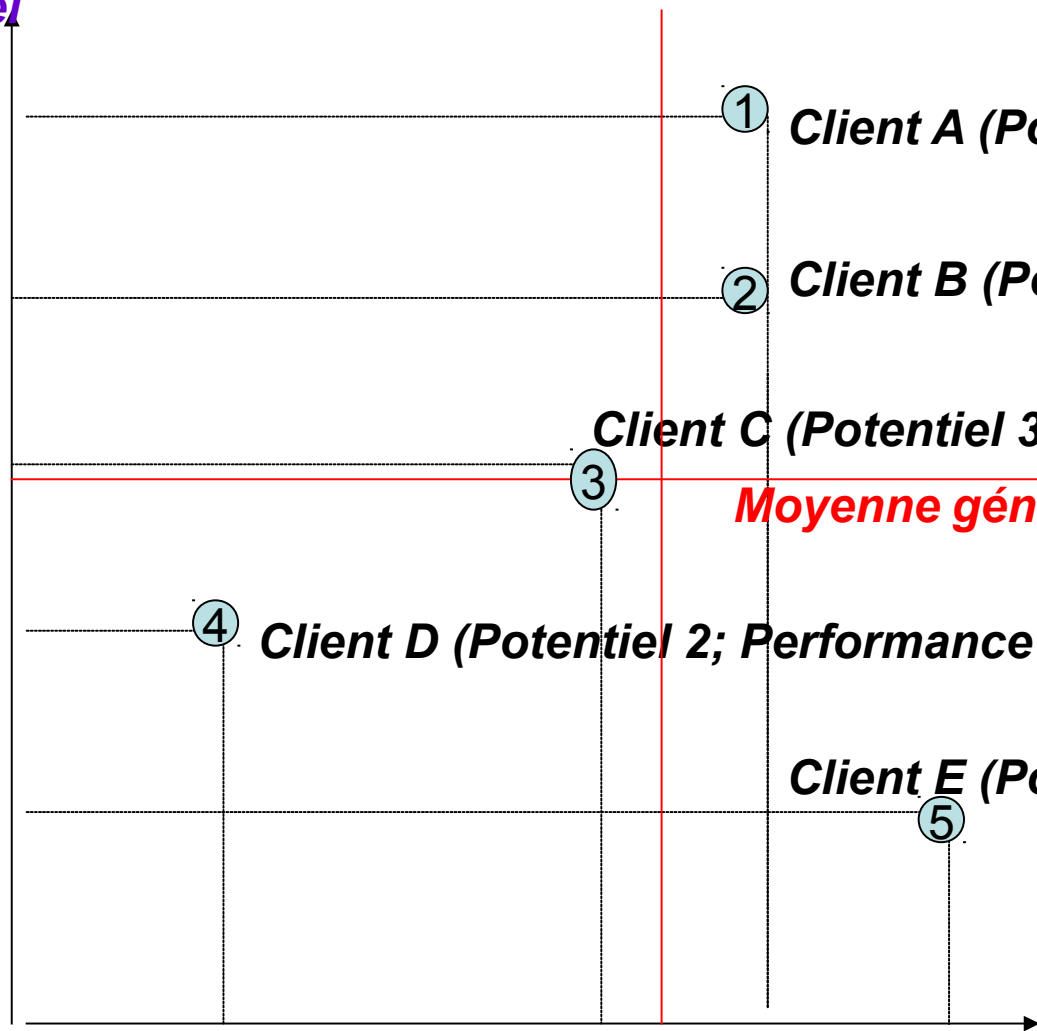 el
1
Client A (Po
2
Client B (Po
Client C (Potentiel 3
3
Moyenne gén
4
Client D (Potentiel 2; Performance
Client E (Po
5